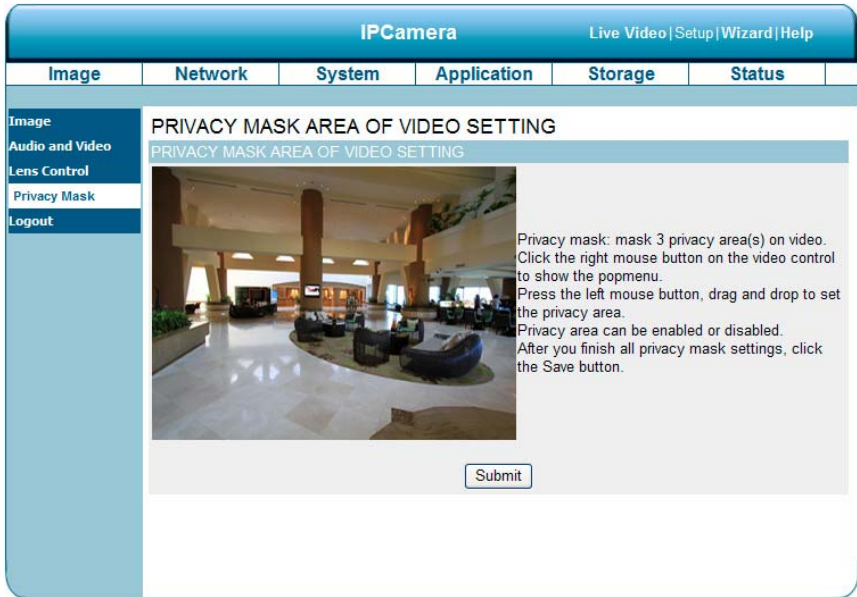 IPCamera
Live Video|Setup|Wizard|Help
Image Network System Application Storage Status
Image
Audio and Video
Lens Control
Privacy Mask
Logout
PRIVACY MASK AREA OF VIDEO SETTING
PRIVACY MASK AREA OF VIDEO SETTING
Privacy mask: mask 3 privacy area(s) on video.
Click the right mouse button on the video control
to show the popmenu.
Press the left mouse button, drag and drop to set
the privacy area.
Privacy area can be enabled or disabled.
After you finish all privacy mask settings, click
the Save button.
Submit